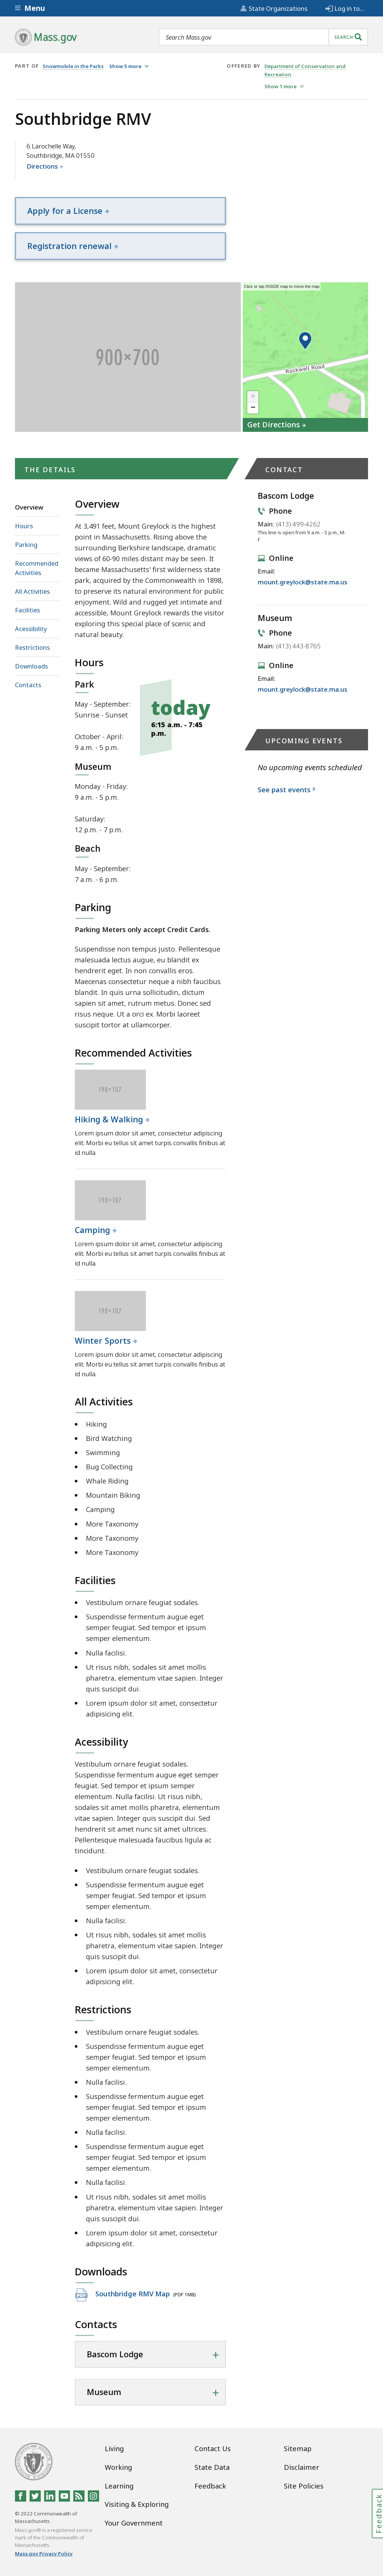 Menu
State Organizations
Log in to...
Mass.gov
Search Mass.gov
SEARCH
PART OF Snowmobile in the Parks Show 5 more
OFFERED BY Department of Conservation and
Recreation
Show 1 more
Southbridge RMV
6 Larochelle Way,
Southbridge, MA 01550
Directions
Apply for a License
Registration renewal
900×700
Click or tap INSIDE map to move the map
Rockwell Road
+
−
Get Directions
THE DETAILS
Overview
Hours
Parking
Recommended
Activities
All Activities
Facilities
Acessibility
Restrictions
Downloads
Contacts
Overview
At 3,491 feet, Mount Greylock is the highest
point in Massachusetts. Rising above the
surrounding Berkshire landscape, dramatic
views of 60-90 miles distant may be seen. It
became Massachusetts' first wilderness state
park, acquired by the Commonwealth in 1898,
to preserve its natural environment for public
enjoyment. Wild and rugged yet intimate and
accessible, Mount Greylock rewards the visitor
exploring this special place of scenic and
natural beauty.
Hours
Park
May - September:
Sunrise - Sunset
October - April:
9 a.m. - 5 p.m.
today
6:15 a.m. - 7:45
p.m.
Museum
Monday - Friday:
9 a.m. - 5 p.m.
Saturday:
12 p.m. - 7 p.m.
Beach
May - September:
7 a.m. - 6 p.m.
Parking
Parking Meters only accept Credit Cards.
Suspendisse non tempus justo. Pellentesque
malesuada lectus augue, eu blandit ex
hendrerit eget. In non convallis eros.
Maecenas consectetur neque a nibh faucibus
blandit. In quis urna sollicitudin, dictum
sapien sit amet, rutrum metus. Donec sed
risus neque. Ut a orci ex. Morbi laoreet
suscipit tortor at ullamcorper.
Recommended Activities
190×107
Hiking & Walking
Lorem ipsum dolor sit amet, consectetur adipiscing
elit. Morbi eu tellus sit amet turpis convallis finibus at
id nulla.
190×107
Camping
Lorem ipsum dolor sit amet, consectetur adipiscing
elit. Morbi eu tellus sit amet turpis convallis finibus at
id nulla.
190×107
Winter Sports
Lorem ipsum dolor sit amet, consectetur adipiscing
elit. Morbi eu tellus sit amet turpis convallis finibus at
id nulla.
All Activities
Hiking
Bird Watching
Swimming
Bug Collecting
Whale Riding
Mountain Biking
Camping
More Taxonomy
More Taxonomy
More Taxonomy
Facilities
Vestibulum ornare feugiat sodales.
Suspendisse fermentum augue eget
semper feugiat. Sed tempor et ipsum
semper elementum.
Nulla facilisi.
Ut risus nibh, sodales sit amet mollis
pharetra, elementum vitae sapien. Integer
quis suscipit dui.
Lorem ipsum dolor sit amet, consectetur
adipisicing elit.
Acessibility
Vestibulum ornare feugiat sodales.
Suspendisse fermentum augue eget semper
feugiat. Sed tempor et ipsum semper
elementum. Nulla facilisi. Ut risus nibh,
sodales sit amet mollis pharetra, elementum
vitae sapien. Integer quis suscipit dui. Sed
hendrerit sit amet nunc sit amet ultrices.
Pellentesque malesuada faucibus ligula ac
tincidunt.
Vestibulum ornare feugiat sodales.
Suspendisse fermentum augue eget
semper feugiat. Sed tempor et ipsum
semper elementum.
Nulla facilisi.
Ut risus nibh, sodales sit amet mollis
pharetra, elementum vitae sapien. Integer
quis suscipit dui.
Lorem ipsum dolor sit amet, consectetur
adipisicing elit.
Restrictions
Vestibulum ornare feugiat sodales.
Suspendisse fermentum augue eget
semper feugiat. Sed tempor et ipsum
semper elementum.
Nulla facilisi.
Suspendisse fermentum augue eget
semper feugiat. Sed tempor et ipsum
semper elementum.
Nulla facilisi.
Suspendisse fermentum augue eget
semper feugiat. Sed tempor et ipsum
semper elementum.
Nulla facilisi.
Ut risus nibh, sodales sit amet mollis
pharetra, elementum vitae sapien. Integer
quis suscipit dui.
Lorem ipsum dolor sit amet, consectetur
adipisicing elit.
Downloads
PDF
Southbridge RMV Map (PDF 1MB)
Contacts
Bascom Lodge
Museum
CONTACT
Bascom Lodge
Phone
Main: (413) 499-4262
This line is open from 9 a.m. - 5 p.m., M-
F
Online
Email:
mount.greylock@state.ma.us
Museum
Phone
Main: (413) 443-8765
Online
Email:
mount.greylock@state.ma.us
UPCOMING EVENTS
No upcoming events scheduled
See past events
Living
Working
Learning
Visiting & Exploring
Your Government
Contact Us
State Data
Feedback
Sitemap
Disclaimer
Site Policies
© 2022 Commonwealth of
Massachusetts.
Mass.gov® is a registered service
mark of the Commonwealth of
Massachusetts.
Mass.gov Privacy Policy
Feedback